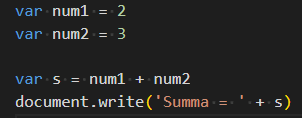 var num1 = 2
var num2 = 3
var s = num1 + num2
document.write('Summa = ' + s)